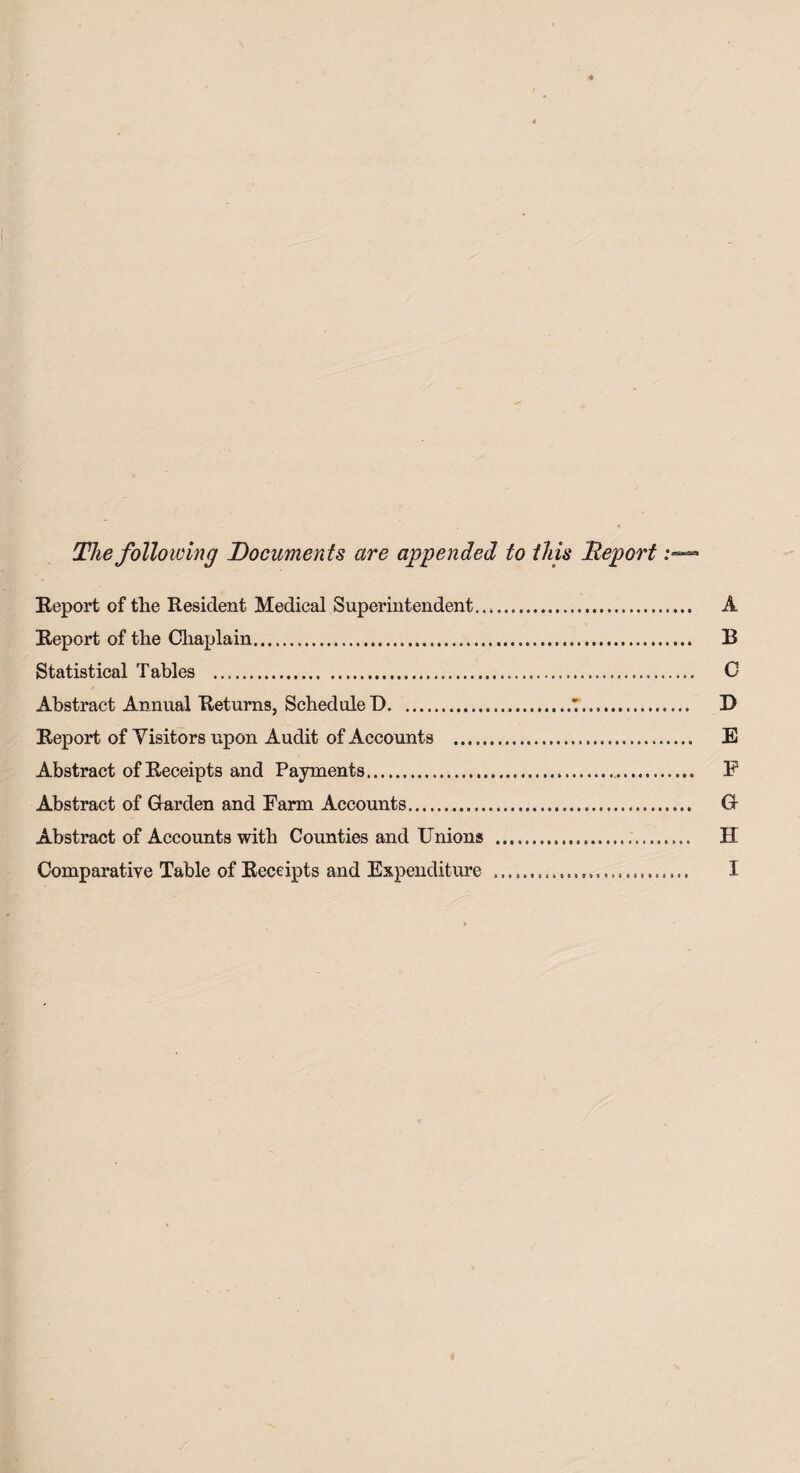 The following Documents are appended to this Report :—
Report of the Resident Medical Superintendent........................................ A
Report of the Chaplain........................................ B
Statistical Tables ........................................ C
Abstract Annual Returns, Schedule D. ........................................ D
Report of Visitors upon Audit of Accounts ........................................ E
Abstract of Receipts and Payments........................................ F
Abstract of Garden and Farm Accounts........................................ G
Abstract of Accounts with Counties and Unions ........................................ H
Comparative Table of Receipts and Expenditure ........................................ I